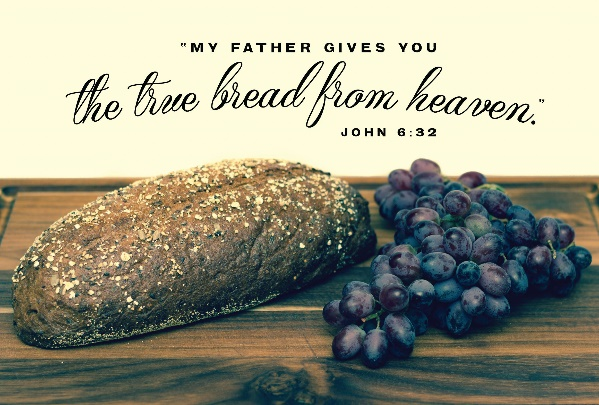 "MY FATHER GIVES YOU
the true bread from heaven."
JOHN 6:32